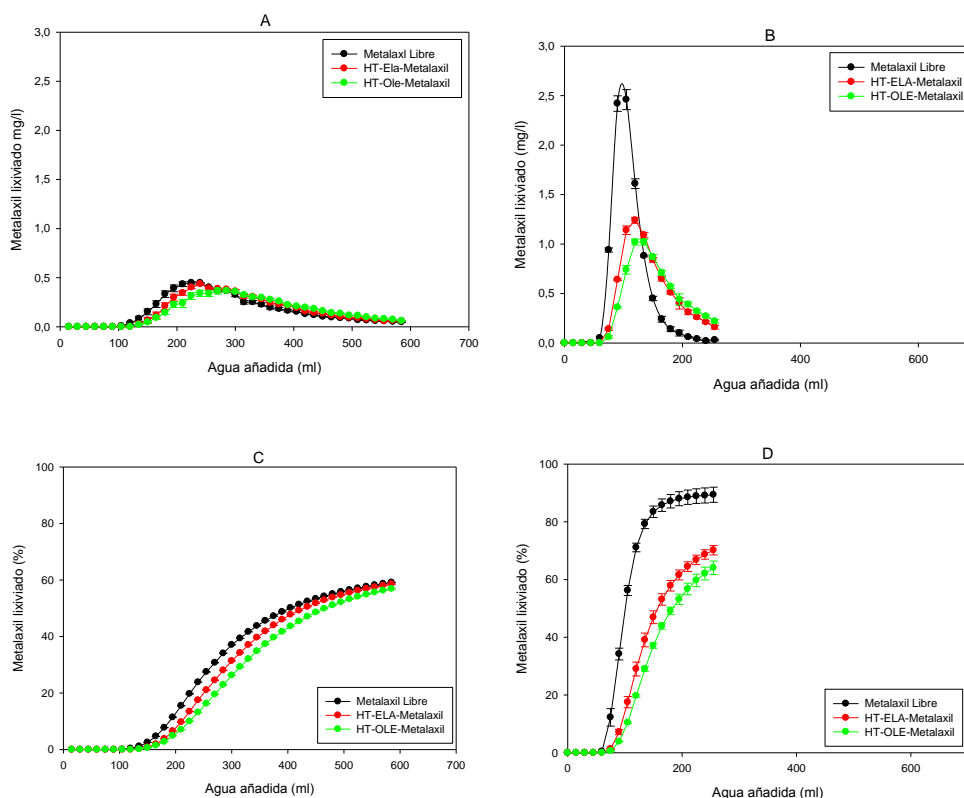 A
Metalaxil lixiviado mg/l
3,0
2,5
2,0
1,5
1,0
0,5
0,0
0 100 200 300 400 500 600 700
Agua añadida (ml)
Metalaxl Libre
HT-Ela-Metalaxil
HT-Ole-Metalaxil
B
Metalaxil lixiviado (mg/l)
3,0
2,5
2,0
1,5
1,0
0,5
0,0
0 200 400 600
Agua añadida (ml)
Metalaxil Libre
HT-ELA-Metalaxil
HT-OLE-Metalaxil
C
Metalaxil lixiviado (%)
100
80
60
40
20
0
0 100 200 300 400 500 600 700
Agua añadida (ml)
Metalaxil Libre
HT-ELA-Metalaxil
HT-OLE-Metalaxil
D
Metalaxil Lixiviado (%)
100
80
60
40
20
0
0 200 400 600
Agua añadida (ml)
Metalaxil Libre
HT-ELA-Metalaxil
HT-OLE-Metalaxil